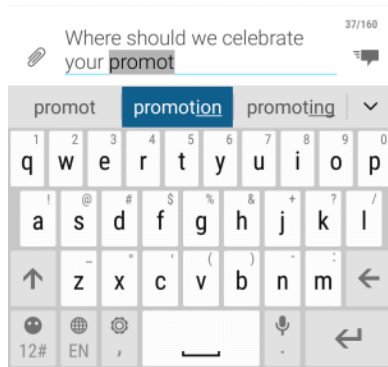 37/160
Where should we celebrate
your promot
promot promotion promoting
1 2 3 4 5 6 7 8 9 0
q w e r t y u i o p
! @ # $ % & + ? /
a s d f g h j k l
_ " ' ( ) - :
z x c v b n m
12# EN , .